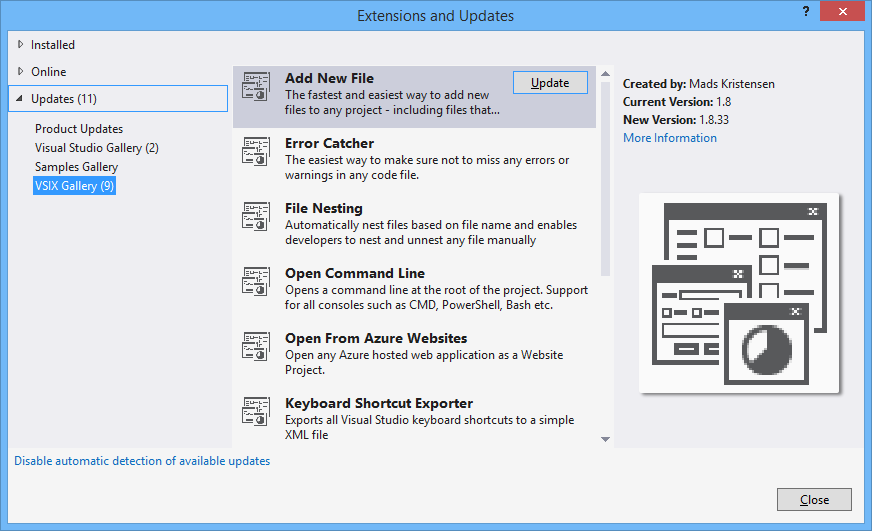 Extensions and Updates
?
Installed
Online
Updates (11)
Product Updates
Visual Studio Gallery (2)
Samples Gallery
VSIX Gallery (9)
Add New File
Update
The fastest and easiest way to add new
files to any project - including files that...
Error Catcher
The easiest way to make sure not to miss any errors or
warnings in any code file.
File Nesting
Automatically nest files based on file name and enables
developers to nest and unnest any file manually
Open Command Line
Opens a command line at the root of the project. Support
for all consoles such as CMD, PowerShell, Bash etc.
Open From Azure Websites
Open any Azure hosted web application as a Website
Project.
Keyboard Shortcut Exporter
Exports all Visual Studio keyboard shortcuts to a simple
XML file
Created by: Mads Kristensen
Current Version: 1.8
New Version: 1.8.33
More Information
Disable automatic detection of available updates
Close